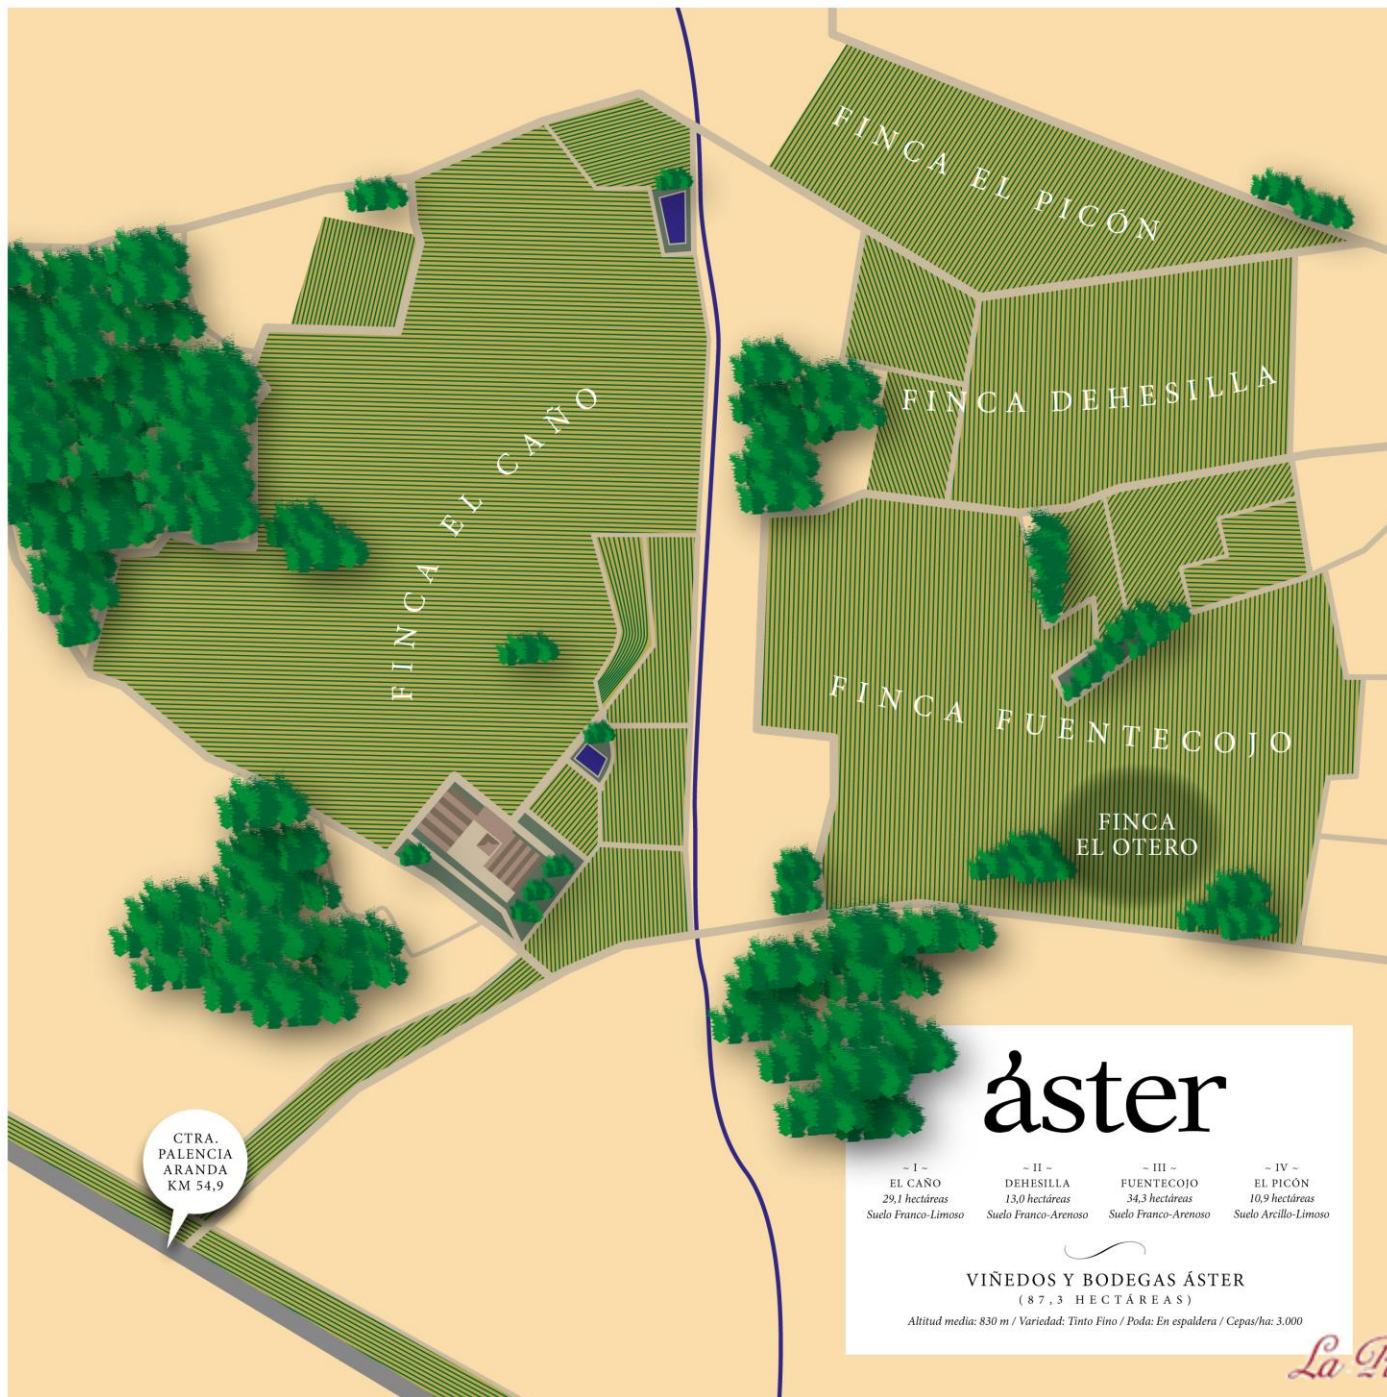 FINCA EL PICÓN
FINCA DEHESILLA
FINCA EL CAÑO
FINCA FUENTECOJO
FINCA
EL OTERO
CTRA.
PALENCIA
ARANDA
KM 54,9
áster
~ I ~
EL CAÑO
29,1 hectáreas
Suelo Franco-Limoso
~ II ~
DEHESILLA
13,0 hectáreas
Suelo Franco-Arenoso
~ III ~
FUENTECOJO
34,3 hectáreas
Suelo Franco-Arenoso
~ IV ~
EL PICÓN
10,9 hectáreas
Suelo Arcillo-Limoso
VIÑEDOS Y BODEGAS ÁSTER
(87,3 HECTÁREAS)
Altitud media: 830 m / Variedad: Tinto Fino / Poda: En espaldera / Cepas/ha: 3.000
La